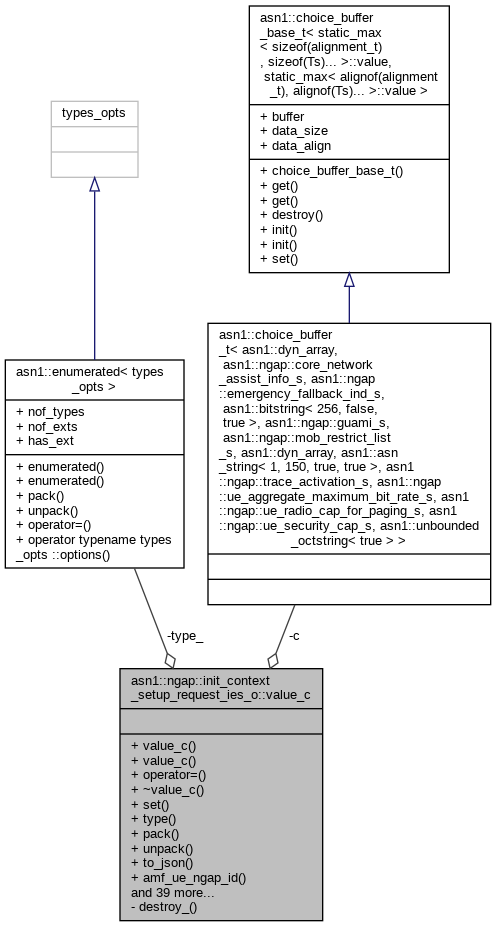 asn1::choice_buffer
_base_t< static_max
< sizeof(alignment_t)
, sizeof(Ts)... >::value,
static_max< alignof(alignment
_t), alignof(Ts)... >::value >
+ buffer
+ data_size
+ data_align
+ choice_buffer_base_t()
+ get()
+ get()
+ destroy()
+ init()
+ init()
+ set()
types_opts
asn1::enumerated< types
_opts >
+ nof_types
+ nof_exts
+ has_ext
+ enumerated()
+ enumerated()
+ pack()
+ unpack()
+ operator=()
+ operator typename types
_opts ::options()
asn1::choice_buffer
_t< asn1::dyn_array,
asn1::ngap::core_network
_assist_info_s, asn1::ngap
::emergency_fallback_ind_s,
asn1::bitstring< 256, false,
true >, asn1::ngap::guami_s,
asn1::ngap::mob_restrict_list
_s, asn1::dyn_array, asn1::asn
_string< 1, 150, true, true >, asn1
::ngap::trace_activation_s, asn1::ngap
::ue_aggregate_maximum_bit_rate_s, asn1
::ngap::ue_radio_cap_for_paging_s, asn1
::ngap::ue_security_cap_s, asn1::unbounded
_octstring< true > >
-type_
-c
asn1::ngap::init_context
_setup_request_ies_o::value_c
+ value_c()
+ value_c()
+ operator=()
+ ~value_c()
+ set()
+ type()
+ pack()
+ unpack()
+ to_json()
+ amf_ue_ngap_id()
and 39 more...
- destroy_()